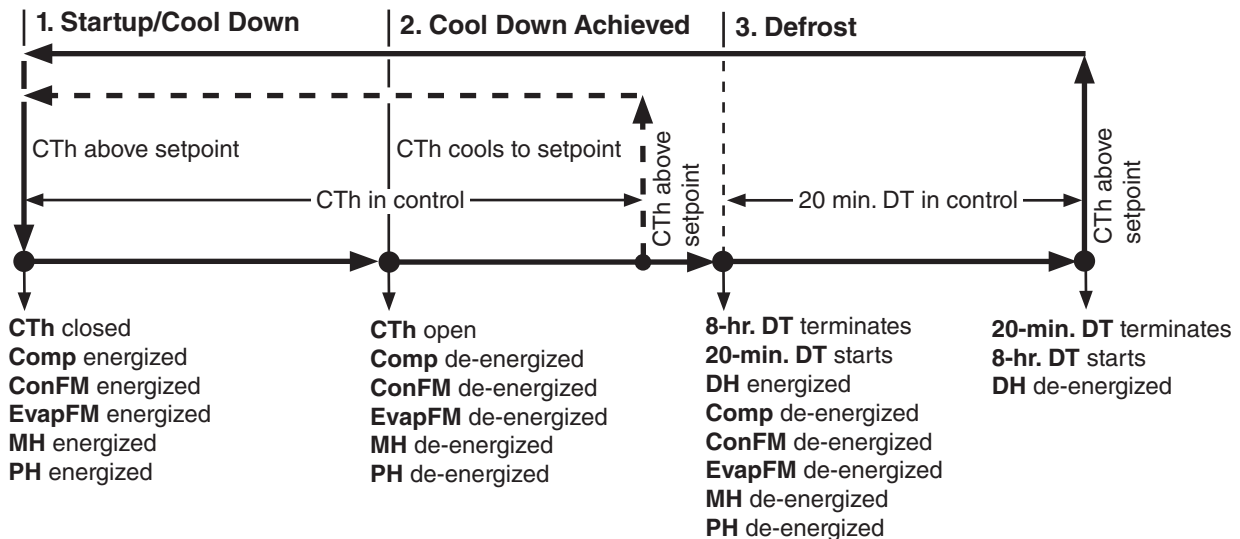 1. Startup/Cool Down
2. Cool Down Achieved
3. Defrost
CTh above setpoint
CTh cools to setpoint
CTh above
setpoint
CTh in control
20 min. DT in control
CTh above
setpoint
CTh closed
Comp energized
ConFM energized
EvapFM energized
MH energized
PH energized
CTh open
Comp de-energized
ConFM de-energized
EvapFM de-energized
MH de-energized
PH de-energized
8-hr. DT terminates
20-min. DT starts
DH energized
Comp de-energized
ConFM de-energized
EvapFM de-energized
MH de-energized
PH de-energized
20-min. DT terminates
8-hr. DT starts
DH de-energized